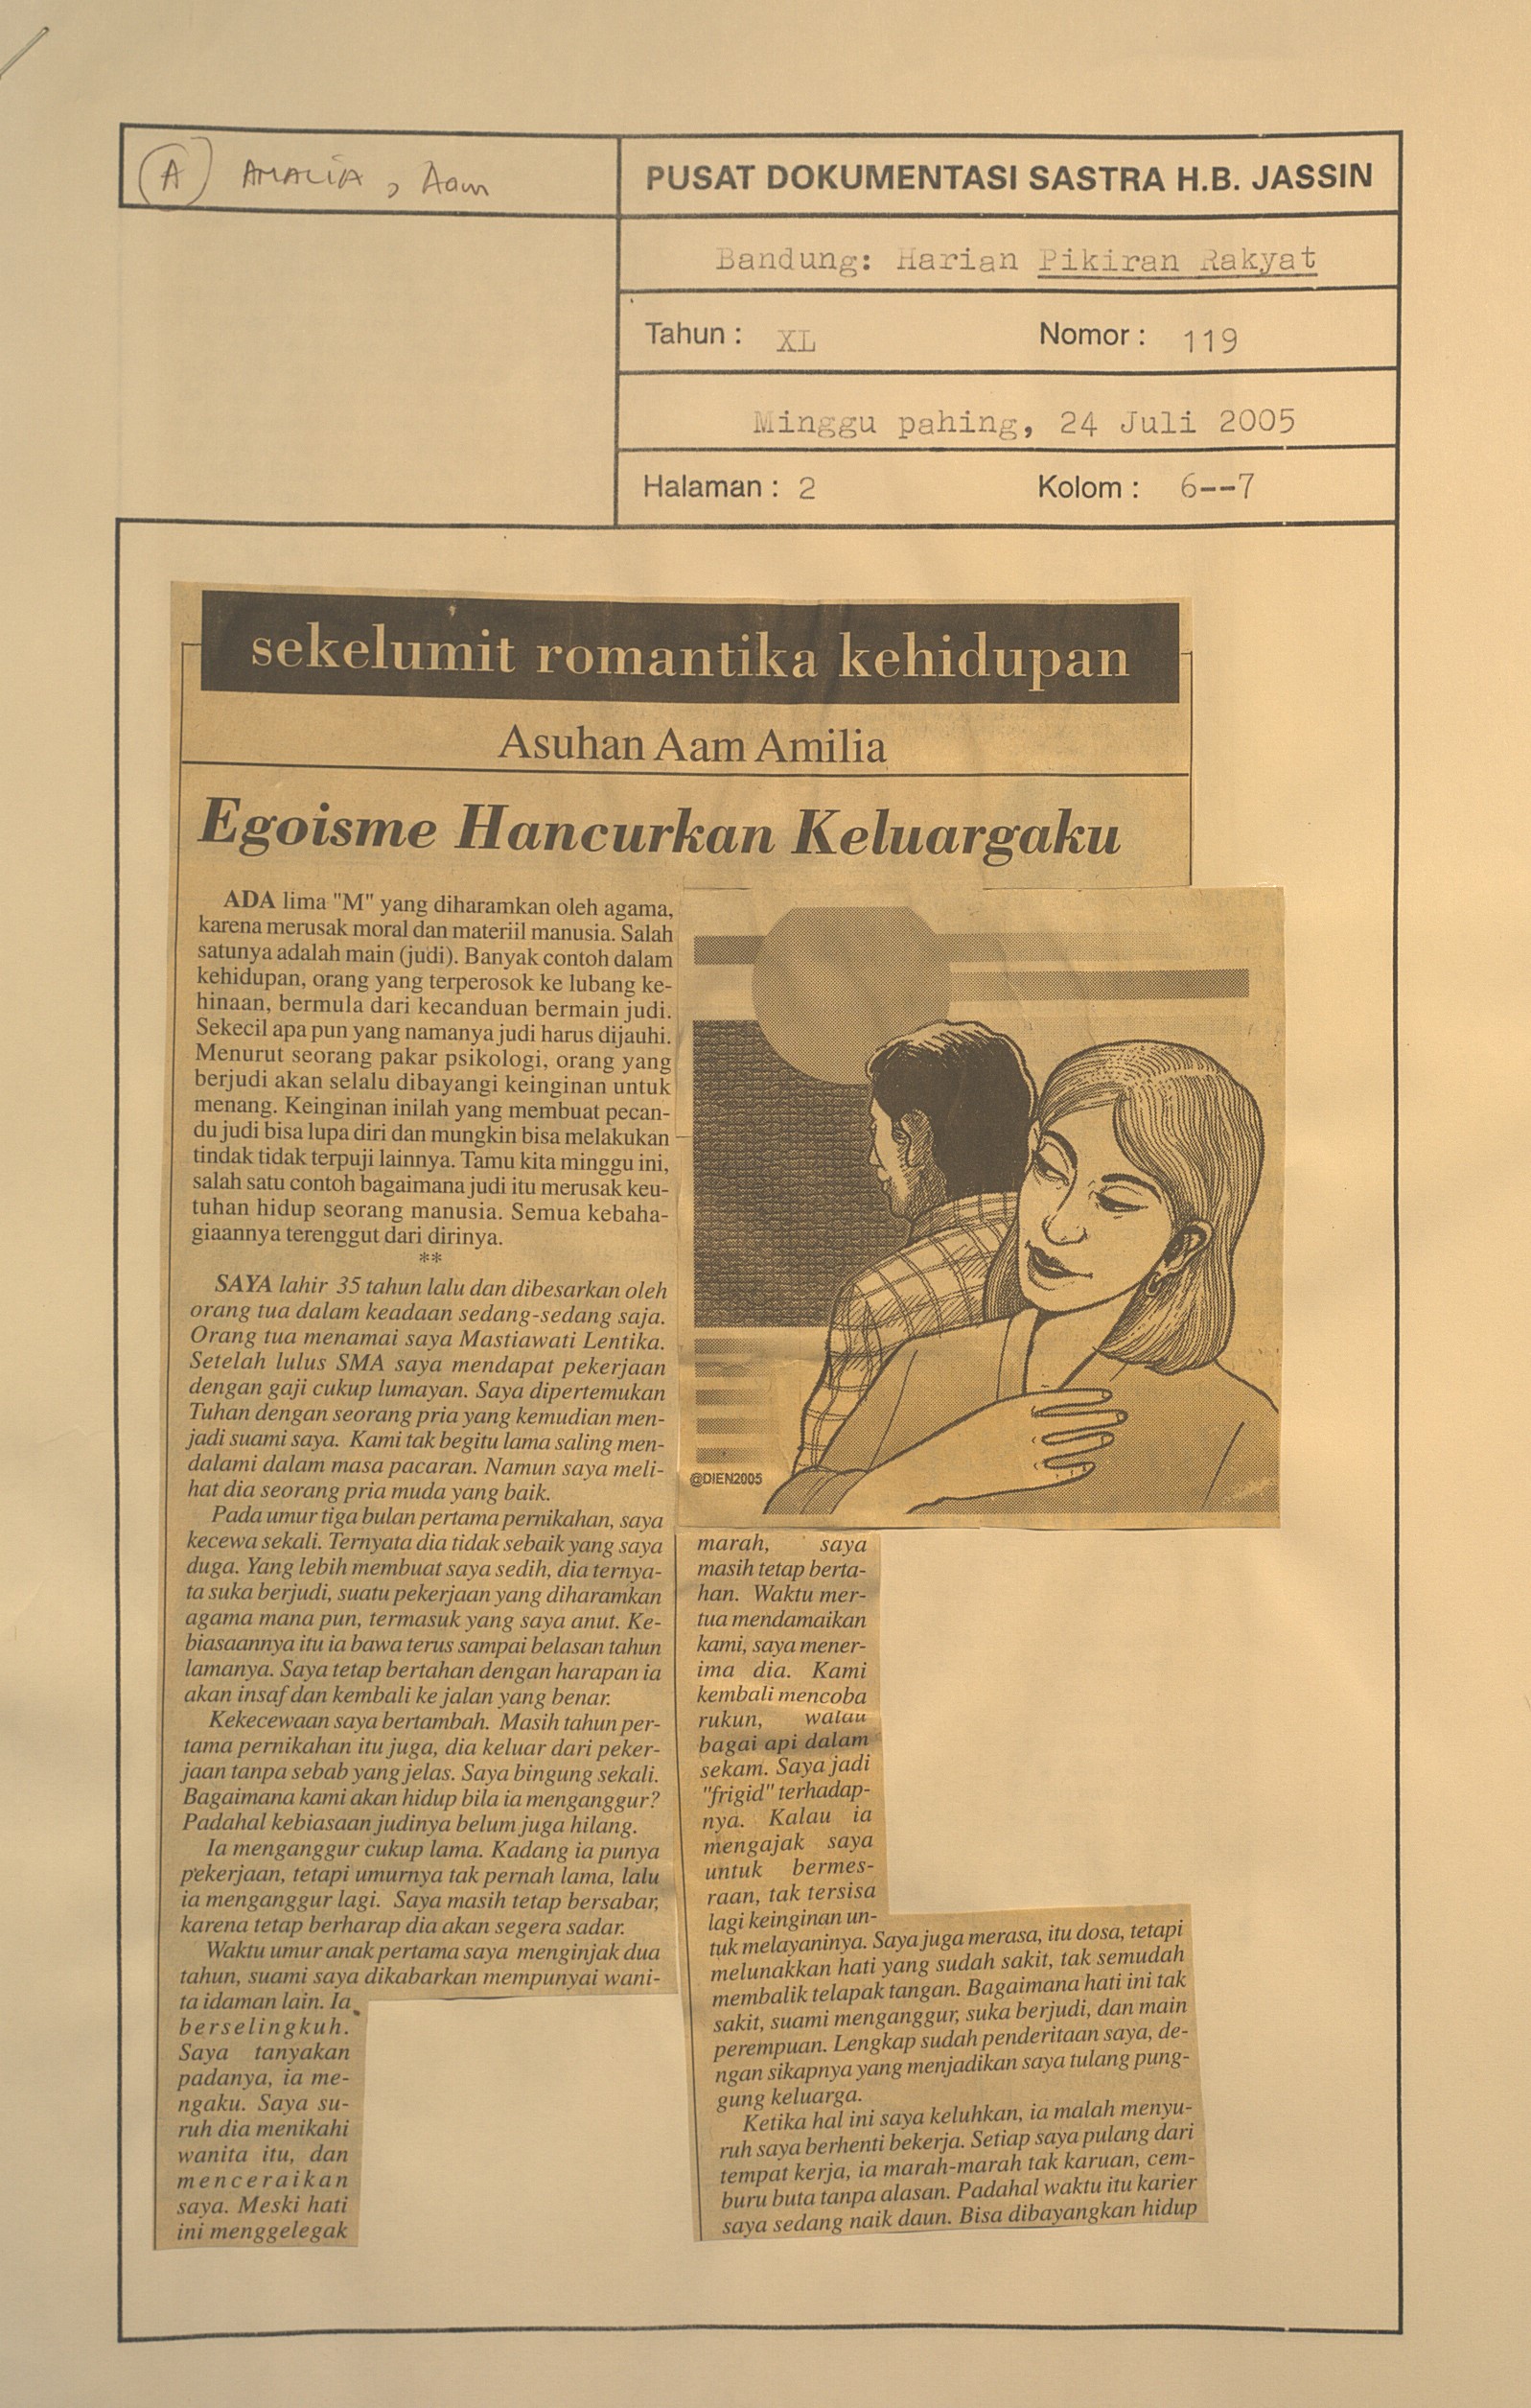 (A) AMALIA, Aam
PUSAT DOKUMENTASI SASTRA H.B. JASSIN
Bandung: Harian Pikiran Rakyat
Tahun : XL Nomor : 119
Minggu pahing, 24 Juli 2005
Halaman : 2 Kolom : 6--7
sekelumit romantika kehidupan
Asuhan Aam Amilia
Egoisme Hancurkan Keluargaku
ADA lima "M" yang diharamkan oleh agama,
karena merusak moral dan materiil manusia. Salah
satunya adalah main (judi). Banyak contoh dalam
kehidupan, orang yang terperosok ke lubang ke-
hinaan, bermula dari kecanduan bermain judi.
Sekecil apa pun yang namanya judi harus dijauhi.
Menurut seorang pakar psikologi, orang yang
berjudi akan selalu dibayangi keinginan untuk
menang. Keinginan inilah yang membuat pecan-
du judi bisa lupa diri dan mungkin bisa melakukan
tindak tidak terpuji lainnya. Tamu kita minggu ini,
salah satu contoh bagaimana judi itu merusak keu-
tuhan hidup seorang manusia. Semua kebaha-
giaannya terenggut dari dirinya.
**
SAYA lahir 35 tahun lalu dan dibesarkan oleh
orang tua dalam keadaan sedang-sedang saja.
Orang tua menamai saya Mastiawati Lentika.
Setelah lulus SMA saya mendapat pekerjaan
dengan gaji cukup lumayan. Saya dipertemukan
Tuhan dengan seorang pria yang kemudian men-
jadi suami saya. Kami tak begitu lama saling men-
dalami dalam masa pacaran. Namun saya meli-
hat dia seorang pria muda yang baik.
Pada umur tiga bulan pertama pernikahan, saya
kecewa sekali. Ternyata dia tidak sebaik yang saya
duga. Yang lebih membuat saya sedih, dia ternya-
ta suka berjudi, suatu pekerjaan yang diharamkan
agama mana pun, termasuk yang saya anut. Ke-
biasaannya itu ia bawa terus sampai belasan tahun
lamanya. Saya tetap bertahan dengan harapan ia
akan insaf dan kembali ke jalan yang benar.
Kekecewaan saya bertambah. Masih tahun per-
tama pernikahan itu juga, dia keluar dari peker-
jaan tanpa sebab yang jelas. Saya bingung sekali.
Bagaimana kami akan hidup bila ia menganggur?
Padahal kebiasaan judinya belum juga hilang.
Ia menganggur cukup lama. Kadang ia punya
pekerjaan, tetapi umurnya tak pernah lama, lalu
ia menganggur lagi. Saya masih tetap bersabar,
karena tetap berharap dia akan segera sadar.
Waktu umur anak pertama saya menginjak dua
tahun, suami saya dikabarkan mempunyai wani-
ta idaman lain. Ia
berselingkuh.
Saya tanyakan
padanya, ia me-
ngaku. Saya su-
ruh dia menikahi
wanita itu, dan
menceraikan
saya. Meski hati
ini menggelegak
@DIEN2005
marah, saya
masih tetap berta-
han. Waktu mer-
tua mendamaikan
kami, saya mener-
ima dia. Kami
kembali mencoba
rukun, walau
bagai api dalam
sekam. Saya jadi
"frigid" terhadap-
nya. Kalau ia
mengajak saya
untuk bermes-
raan, tak tersisa
lagi keinginan un-
tuk melayaninya. Saya juga merasa, itu dosa, tetapi
melunakkan hati yang sudah sakit, tak semudah
membalik telapak tangan. Bagaimana hati ini tak
sakit, suami menganggur, suka berjudi, dan main
perempuan. Lengkap sudah penderitaan saya, de-
ngan sikapnya yang menjadikan saya tulang pung-
gung keluarga.
Ketika hal ini saya keluhkan, ia malah menyu-
ruh saya berhenti bekerja. Setiap saya pulang dari
tempat kerja, ia marah-marah tak karuan, cem-
buru buta tanpa alasan. Padahal waktu itu karier
saya sedang naik daun. Bisa dibayangkan hidup